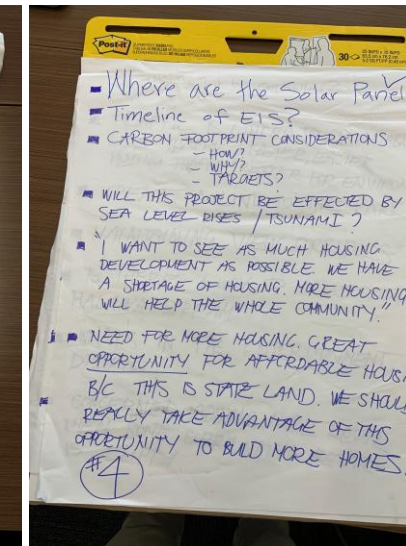 Post-it
30
- Where are the Solar Panel
- Timeline of EIS?
- CARBON FOOTPRINT CONSIDERATIONS
- HOW?
- WHY?
- TARGETS?
- WILL THIS PROJECT BE EFFECTED BY
SEA LEVEL RISES / TSUNAMI?
- I WANT TO SEE AS MUCH HOUSING
DEVELOPMENT AS POSSIBLE. WE HAVE
A SHORTAGE OF HOUSING. MORE HOUSING
WILL HELP THE WHOLE COMMUNITY."
- NEED FOR MORE HOUSING. GREAT
OPPORTUNITY FOR AFFORDABLE HOUSI
B/C THIS IS STATE LAND. WE SHOUL
REALLY TAKE ADVANTAGE OF THIS
OPPORTUNITY TO BUILD MORE HOMES.
#4